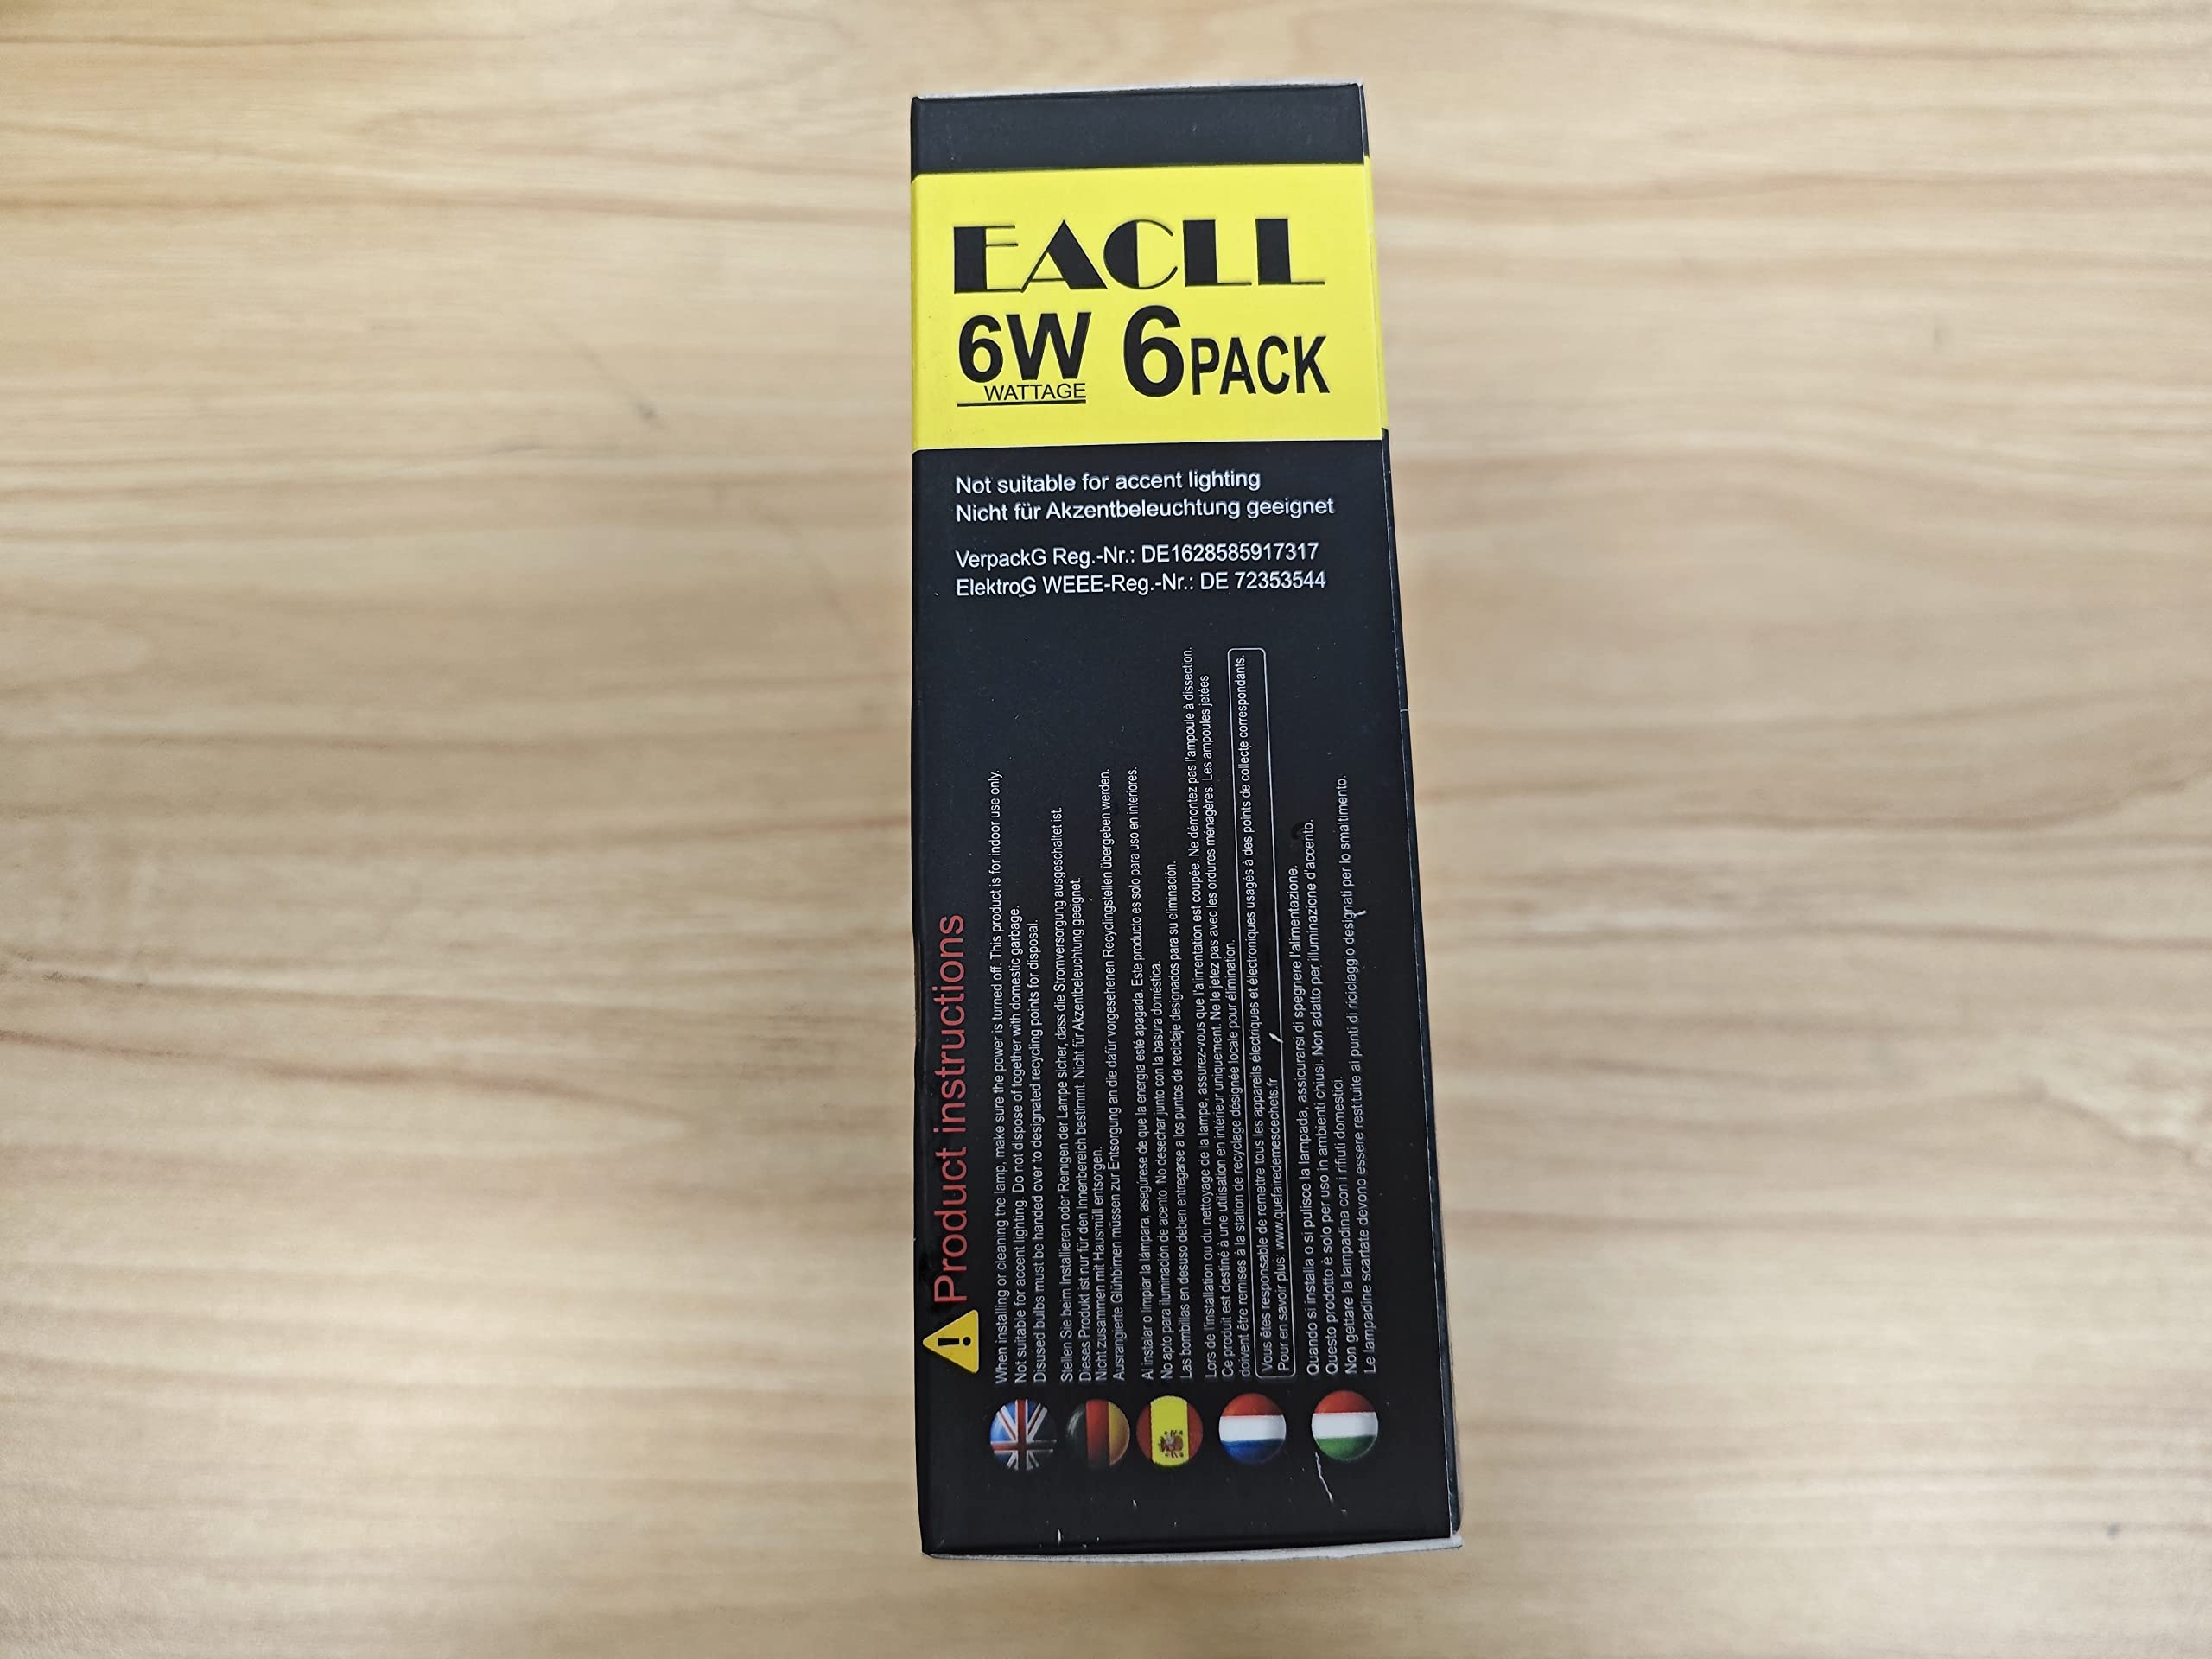 EACLL
6W 6PACK
WATTAGE
Not suitable for accent lighting
Nicht für Akzentbeleuchtung geeignet
VerpackG Reg.-Nr.: DE1628585917317
ElektroG WEEE-Reg.-Nr.: DE 72353544
Product instructions
When installing or cleaning the lamp, make sure the power is turned off. This product is for indoor use only.
Not suitable for accent lighting. Do not dispose of together with domestic garbage.
Disused bulbs must be handed over to designated recycling points for disposal.
Stellen Sie beim Installieren oder Reinigen der Lampe sicher, dass die Stromversorgung ausgeschaltet ist.
Dieses Produkt ist nur für den Innenbereich bestimmt. Nicht für Akzentbeleuchtung geeignet.
Nicht zusammen mit Hausmüll entsorgen.
Ausrangierte Glühbirnen müssen zur Entsorgung an die dafür vorgesehenen Recyclingstellen übergeben werden.
Al instalar o limpiar la lámpara, asegúrese de que la energía esté apagada. Este producto es solo para uso en interiores.
No apto para iluminación de acento. No desechar junto con la basura doméstica.
Las bombillas en desuso deben entregarse a los puntos de reciclaje designados para su eliminación.
Lors de l'installation ou du nettoyage de la lampe, assurez-vous que l'alimentation est coupée. Ne démontez pas l'ampoule à dissection.
Ce produit est destiné à une utilisation en intérieur uniquement. Ne le jetez pas avec les ordures ménagères. Les ampoules jetées
doivent être remises à la station de recyclage désignée locale pour élimination.
Vous êtes responsable de remettre tous les appareils électriques et électroniques usagés à des points de collecte correspondants.
Pour en savoir plus: www.quefairedemesdechets.fr
Quando si installa o si pulisce la lampada, assicurarsi di spegnere l'alimentazione.
Questo prodotto è solo per uso in ambienti chiusi. Non adatto per illuminazione d'accento.
Non gettare la lampadina con i rifiuti domestici.
Le lampadine scartate devono essere restituite ai punti di riciclaggio designati per lo smaltimento.